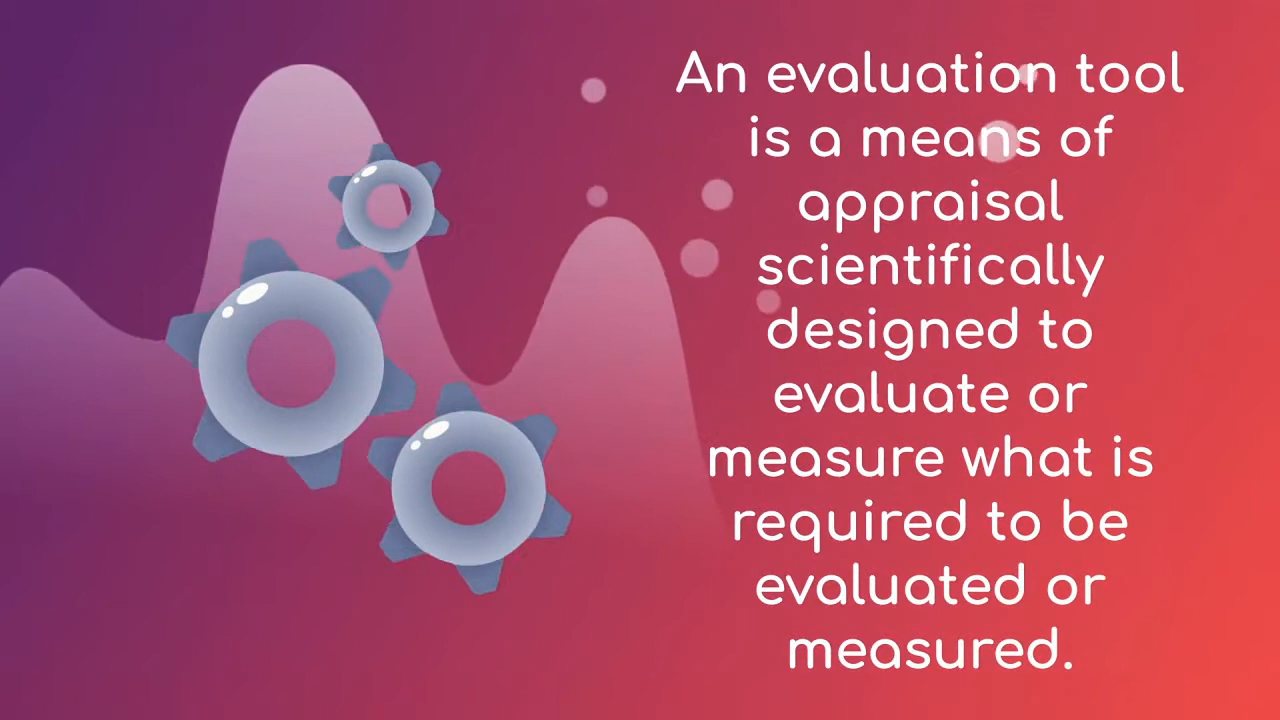 An evaluation tool
is a means of
appraisal
scientifically
designed to
evaluate or
measure what is
required to be
evaluated or
measured.